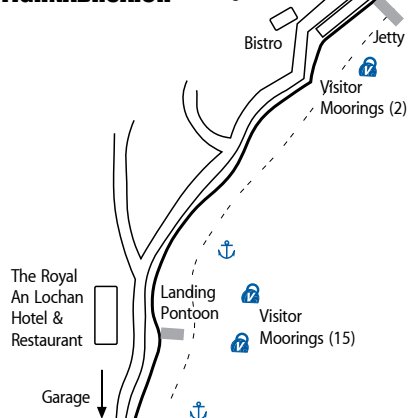 Bistro
Jetty
Visitor
Moorings (2)
The Royal
An Lochan
Hotel &
Restaurant
Landing
Pontoon
Visitor
Moorings (15)
Garage